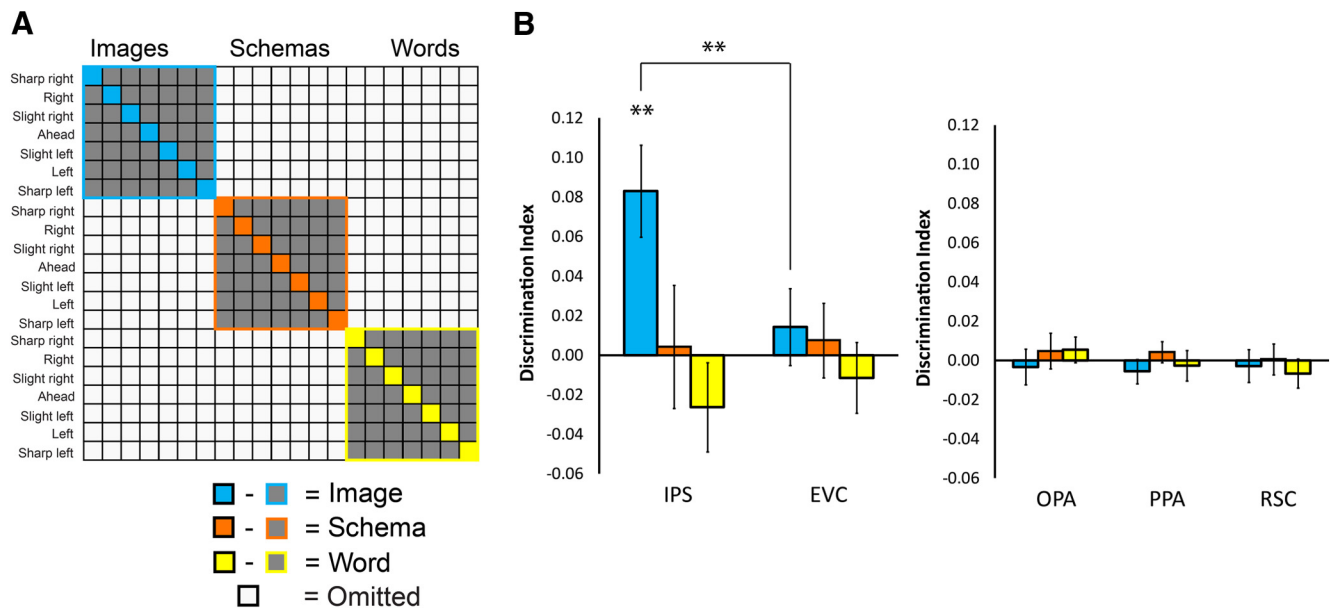 A
Images Schemas Words
Sharp right
Right
Slight right
Ahead
Slight left
Left
Sharp left
Sharp right
Right
Slight right
Ahead
Slight left
Left
Sharp left
Sharp right
Right
Slight right
Ahead
Slight left
Left
Sharp left
- = Image
- = Schema
- = Word
= Omitted
B
**
**
Discrimination Index
0.12
0.10
0.08
0.06
0.04
0.02
0.00
-0.02
-0.04
-0.06
IPS EVC
Discrimination Index
0.12
0.10
0.08
0.06
0.04
0.02
0.00
-0.02
-0.04
-0.06
OPA PPA RSC